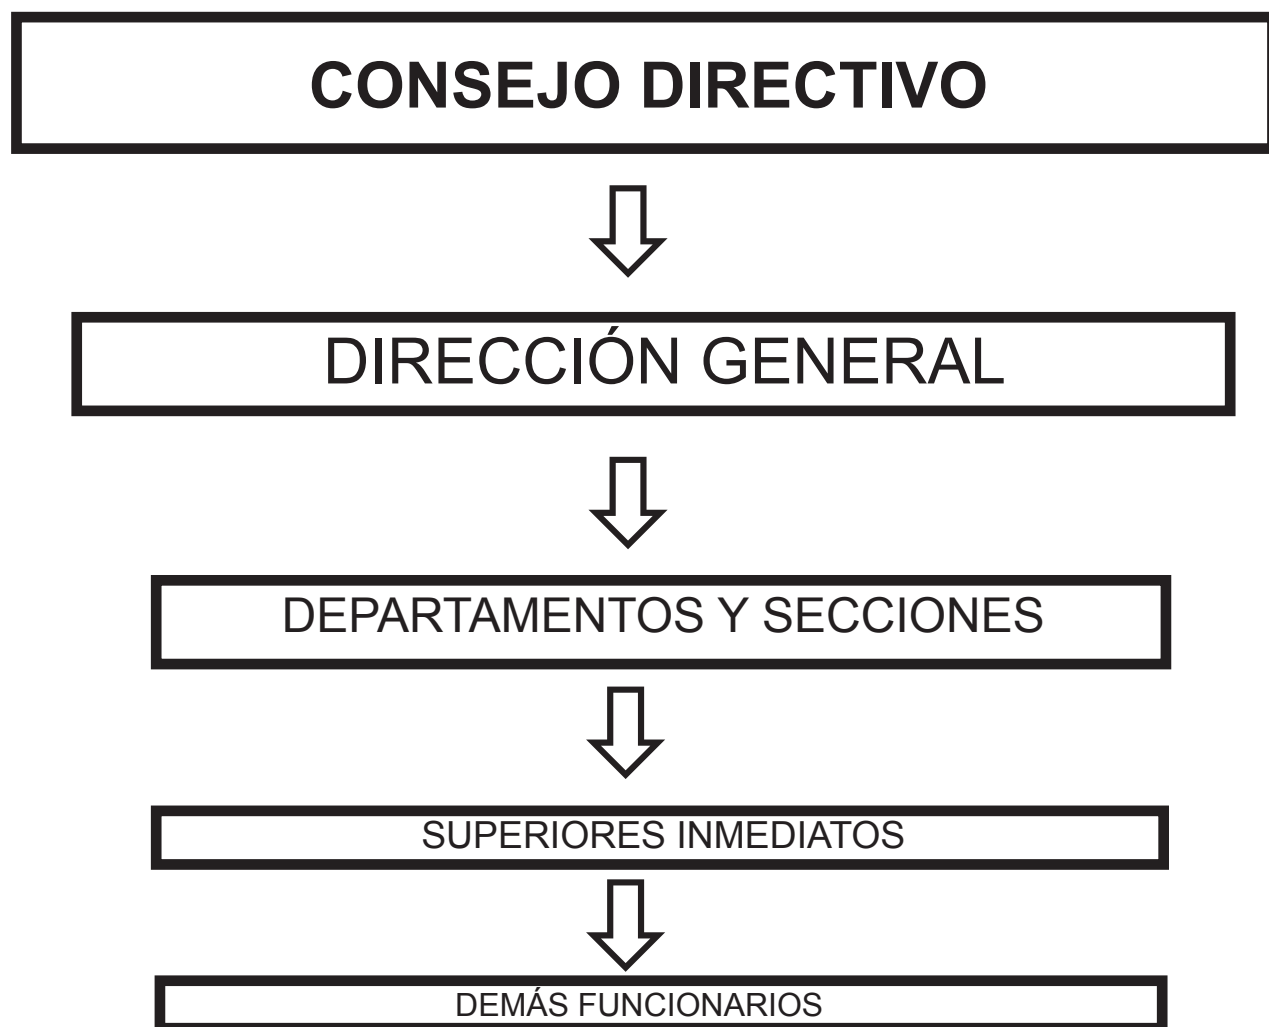 CONSEJO DIRECTIVO
DIRECCIÓN GENERAL
DEPARTAMENTOS Y SECCIONES
SUPERIORES INMEDIATOS
DEMÁS FUNCIONARIOS